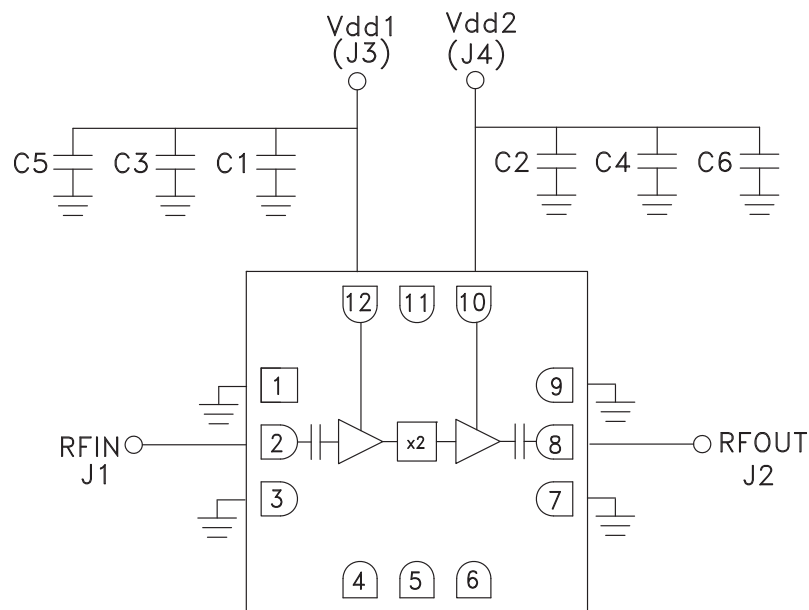 Vdd1 Vdd2
(J3) (J4)
C5 C3 C1 C2 C4 C6
12 11 10
1 9
RFIN 2 x2 8 RFOUT
J1 J2
3 7
4 5 6